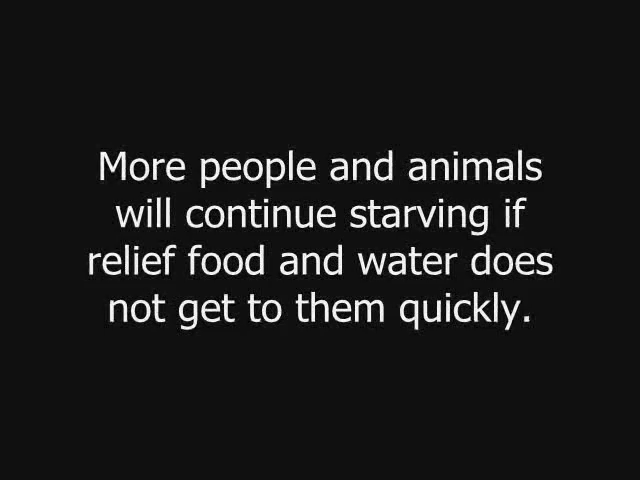 More people and animals
will continue starving if
relief food and water does
not get to them quickly.